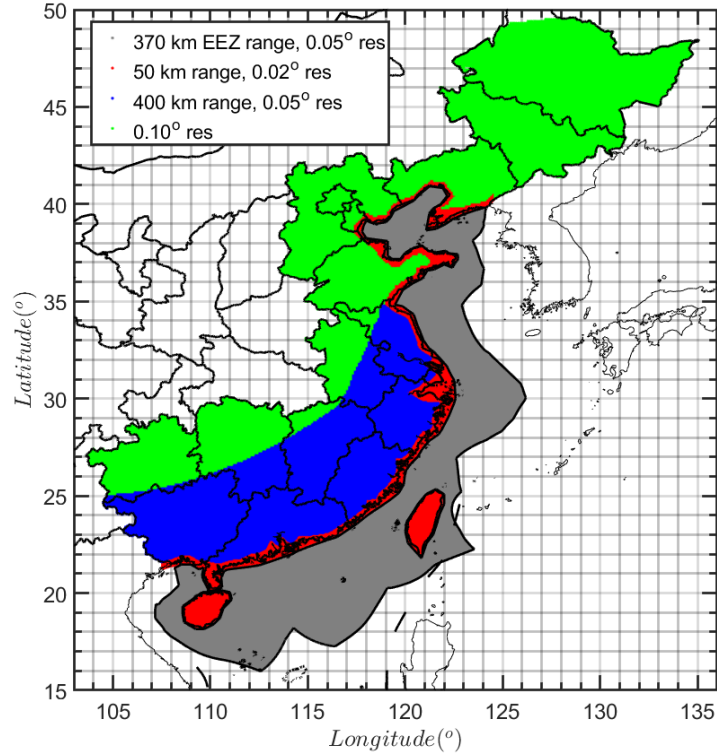 50
45
40
35
30
25
20
15
Latitude(°)
370 km EEZ range, 0.05° res
50 km range, 0.02° res
400 km range, 0.05° res
0.10° res
105
110
115
120
125
130
135
Longitude(°)